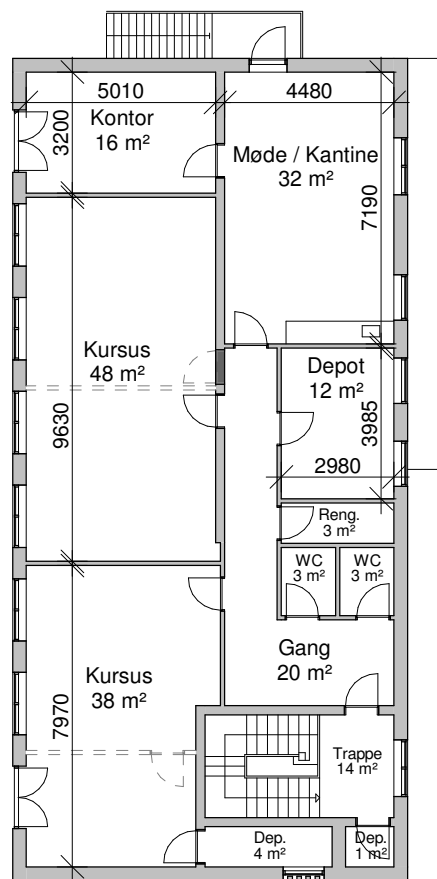 5010
4480
3200
Kontor
16 m²
Møde / Kantine
32 m²
7190
Kursus
48 m²
9630
Depot
12 m²
3985
2980
Reng.
3 m²
WC
3 m²
WC
3 m²
Gang
20 m²
Kursus
38 m²
7970
Trappe
14 m²
Dep.
4 m²
Dep.
1 m²